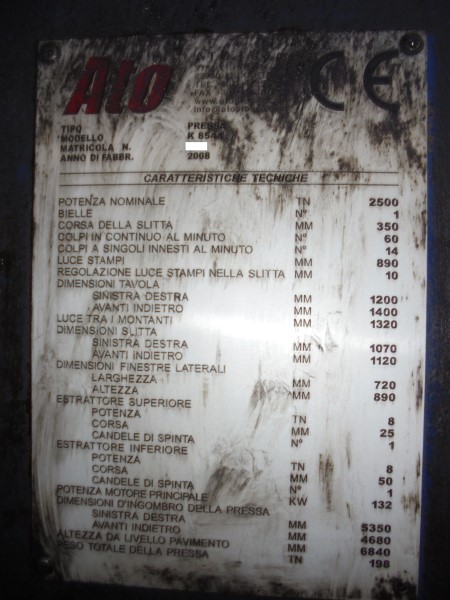 Ato
CE
TEL
FAX
TIPO PRESSA
MODELLO K 854
MATRICOLA N.
ANNO DI FABBR. 2008
CARATTERISTICHE TECNICHE
POTENZA NOMINALE TN 2500
BIELLE N° 1
CORSA DELLA SLITTA MM 350
COLPI IN CONTINUO AL MINUTO N° 60
COLPI A SINGOLI INNESTI AL MINUTO N° 14
LUCE STAMPI MM 890
REGOLAZIONE LUCE STAMPI NELLA SLITTA MM 10
DIMENSIONI TAVOLA
SINISTRA DESTRA MM 1200
AVANTI INDIETRO MM 1400
LUCE TRA I MONTANTI MM 1320
DIMENSIONI SLITTA
SINISTRA DESTRA MM 1070
AVANTI INDIETRO MM 1120
DIMENSIONI FINESTRE LATERALI
LARGHEZZA MM 720
ALTEZZA MM 890
ESTRATTORE SUPERIORE
POTENZA TN 8
CORSA MM 25
CANDELE DI SPINTA N° 1
ESTRATTORE INFERIORE
POTENZA TN 8
CORSA MM 50
CANDELE DI SPINTA N° 1
POTENZA MOTORE PRINCIPALE KW 132
DIMENSIONI D'INGOMBRO DELLA PRESSA
SINISTRA DESTRA MM 5350
AVANTI INDIETRO MM 4680
ALTEZZA DA LIVELLO PAVIMENTO MM 6840
PESO TOTALE DELLA PRESSA TN 198